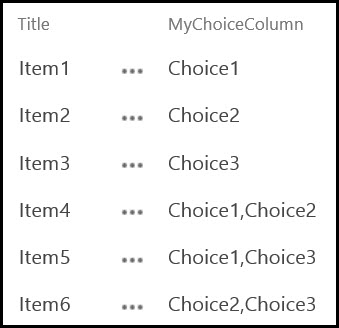 Title MyChoiceColumn
Item1 ••• Choice1
Item2 ••• Choice2
Item3 ••• Choice3
Item4 ••• Choice1,Choice2
Item5 ••• Choice1,Choice3
Item6 ••• Choice2,Choice3